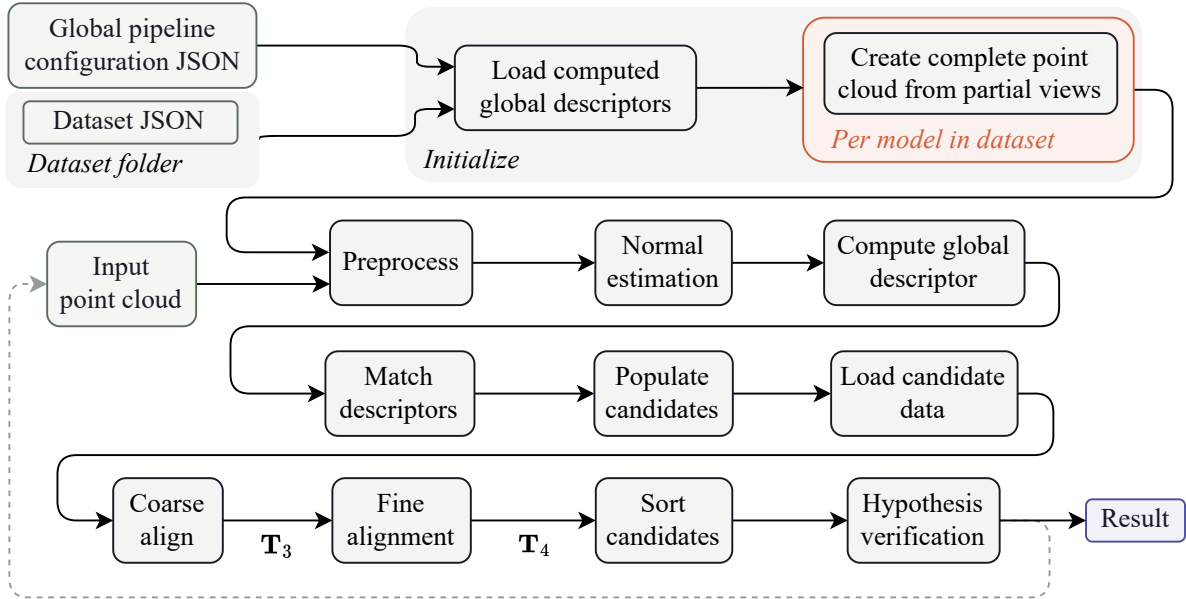 Global pipeline
configuration JSON
Dataset JSON
Dataset folder
Load computed
global descriptors
Initialize
Create complete point
cloud from partial views
Per model in dataset
Input
point cloud
Preprocess
Normal
estimation
Compute global
descriptor
Match
descriptors
Populate
candidates
Load candidate
data
Coarse
align
T₃
Fine
alignment
T₄
Sort
candidates
Hypothesis
verification
Result